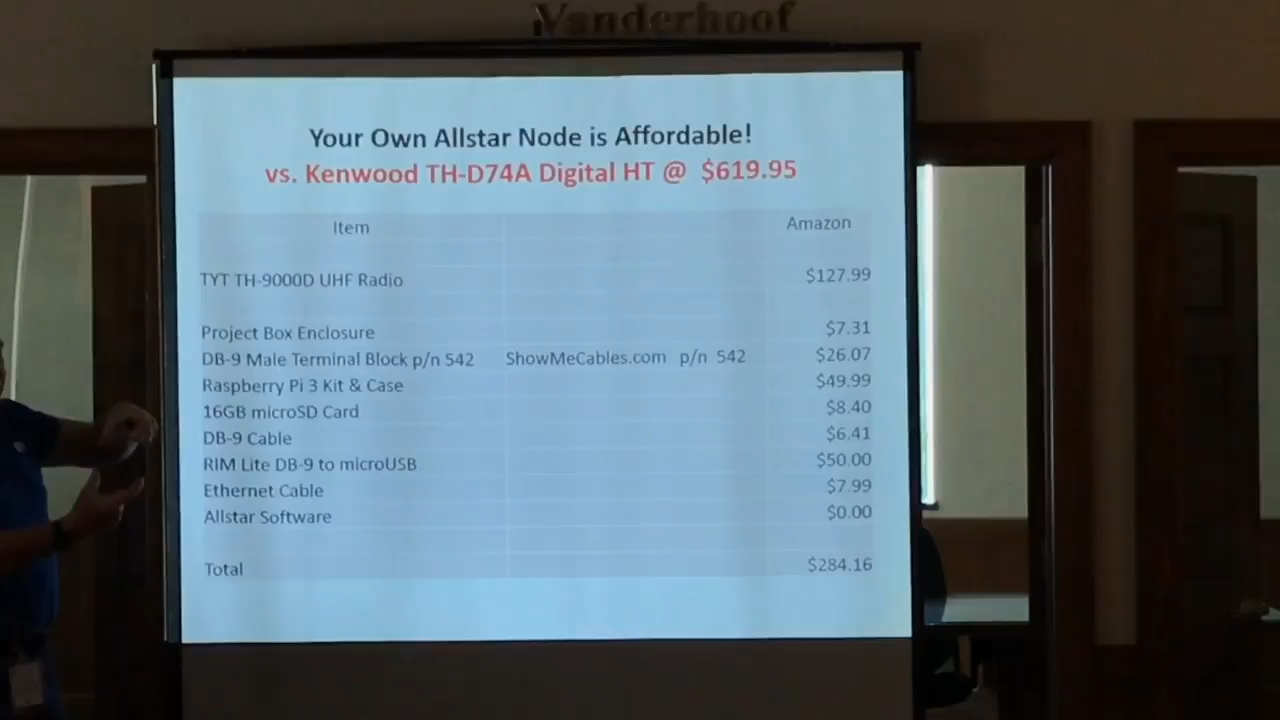 Vanderhoof
Your Own Allstar Node is Affordable!
vs. Kenwood TH-D74A Digital HT @ $619.95
Item Amazon
TYT TH-9000D UHF Radio $127.99
Project Box Enclosure $7.31
DB-9 Male Terminal Block p/n 542 ShowMeCables.com p/n 542 $26.07
Raspberry Pi 3 Kit & Case $49.99
16GB microSD Card $8.40
DB-9 Cable $6.41
RIM Lite DB-9 to microUSB $50.00
Ethernet Cable $7.99
Allstar Software $0.00
Total $284.16